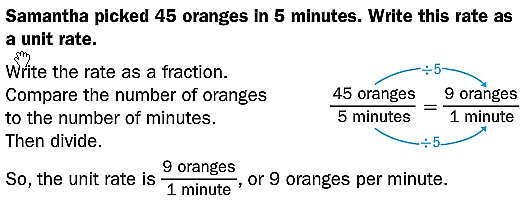 Samantha picked 45 oranges in 5 minutes. Write this rate as
a unit rate.
Write the rate as a fraction.
Compare the number of oranges
to the number of minutes.
Then divide.
÷5
45 oranges / 5 minutes = 9 oranges / 1 minute
÷5
So, the unit rate is 9 oranges / 1 minute, or 9 oranges per minute.